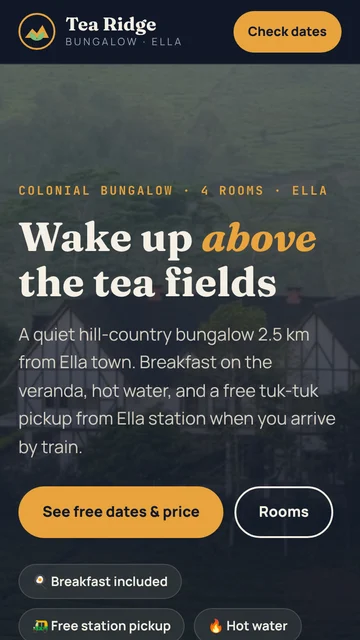 Tea Ridge
BUNGALOW · ELLA
Check dates
COLONIAL BUNGALOW · 4 ROOMS · ELLA
Wake up above
the tea fields
A quiet hill-country bungalow 2.5 km
from Ella town. Breakfast on the
veranda, hot water, and a free tuk-tuk
pickup from Ella station when you arrive
by train.
See free dates & price
Rooms
🍳 Breakfast included
🛺 Free station pickup
🔥 Hot water